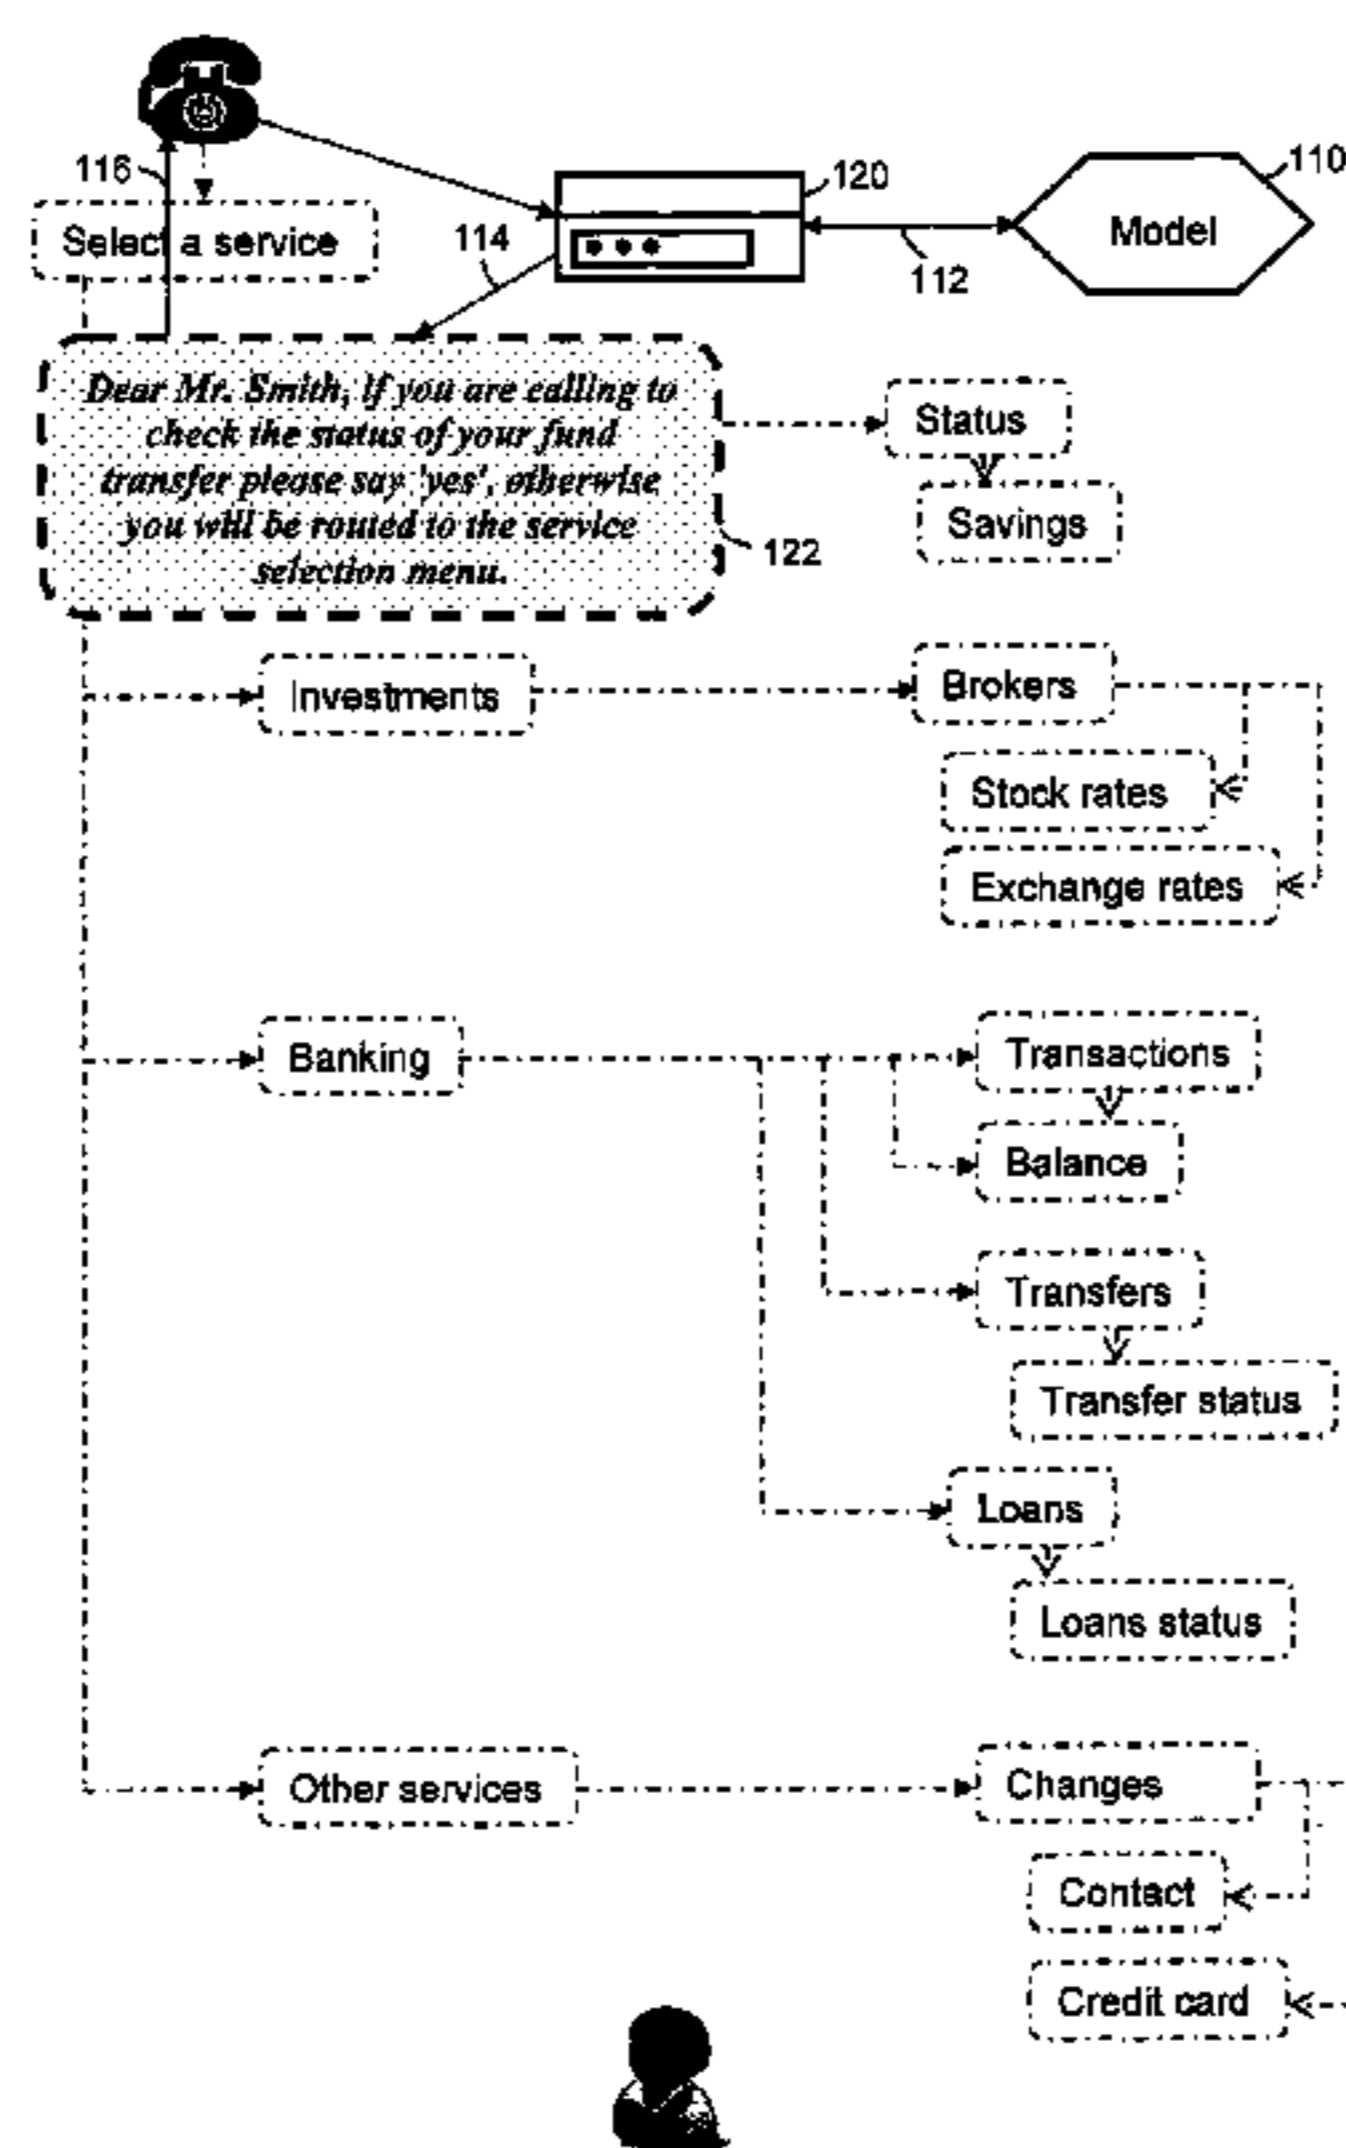 116
120
110
Select a service
114
Model
112
Dear Mr. Smith, if you are calling to
check the status of your fund
transfer please say 'yes', otherwise
you will be routed to the service
selection menu.
Status
Savings
122
Investments
Brokers
Stock rates
Exchange rates
Banking
Transactions
Balance
Transfers
Transfer status
Loans
Loans status
Other services
Changes
Contact
Credit card